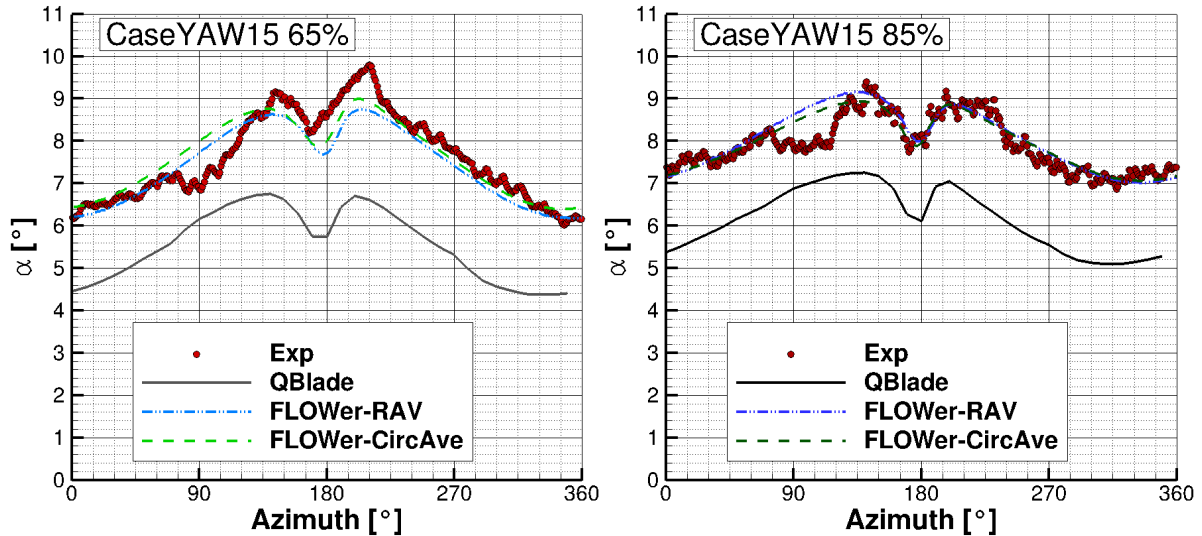 CaseYAW15 65%
11
10
9
8
7
6
5
4
3
2
1
0
α [°]
Exp
QBlade
FLOWer-RAV
FLOWer-CircAve
0 90 180 270 360
Azimuth [°]
CaseYAW15 85%
11
10
9
8
7
6
5
4
3
2
1
0
α [°]
Exp
QBlade
FLOWer-RAV
FLOWer-CircAve
0 90 180 270 360
Azimuth [°]